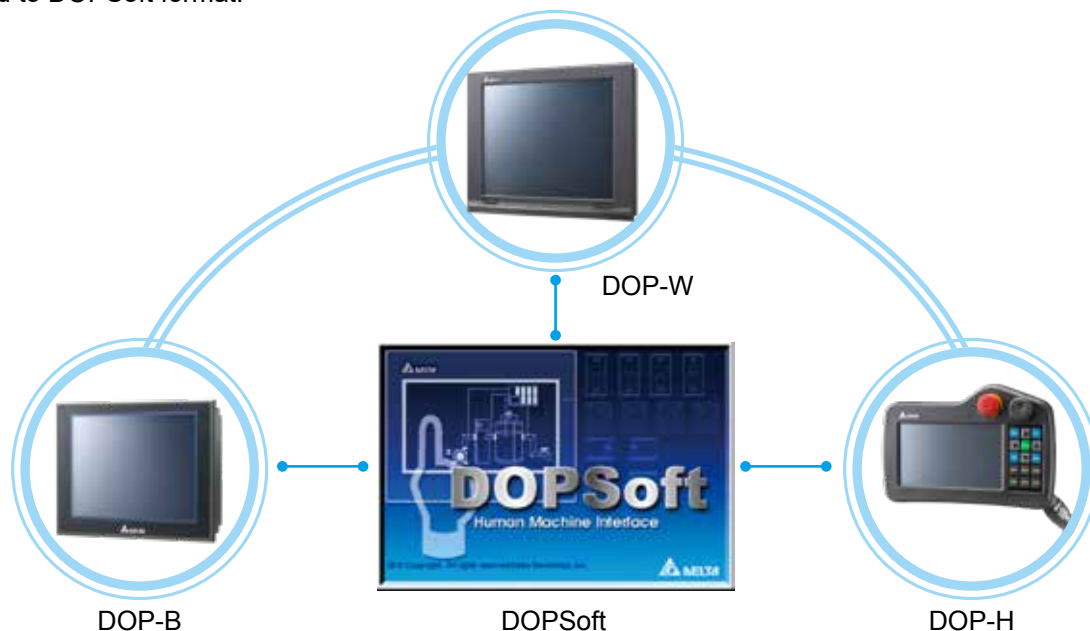 to DOPSoft format.
DOP-W
DELTA
DOPSoft
Human Machine Interface
DELTA
DOP-B
DOPSoft
DOP-H